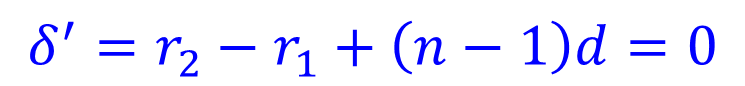 δ′ = r₂ − r₁ + (n − 1)d = 0